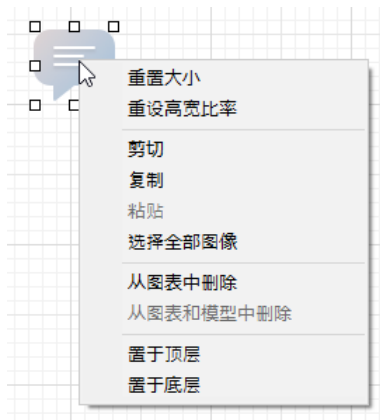 重置大小
重设高宽比率
剪切
复制
粘贴
选择全部图像
从图表中删除
从图表和模型中删除
置于顶层
置于底层